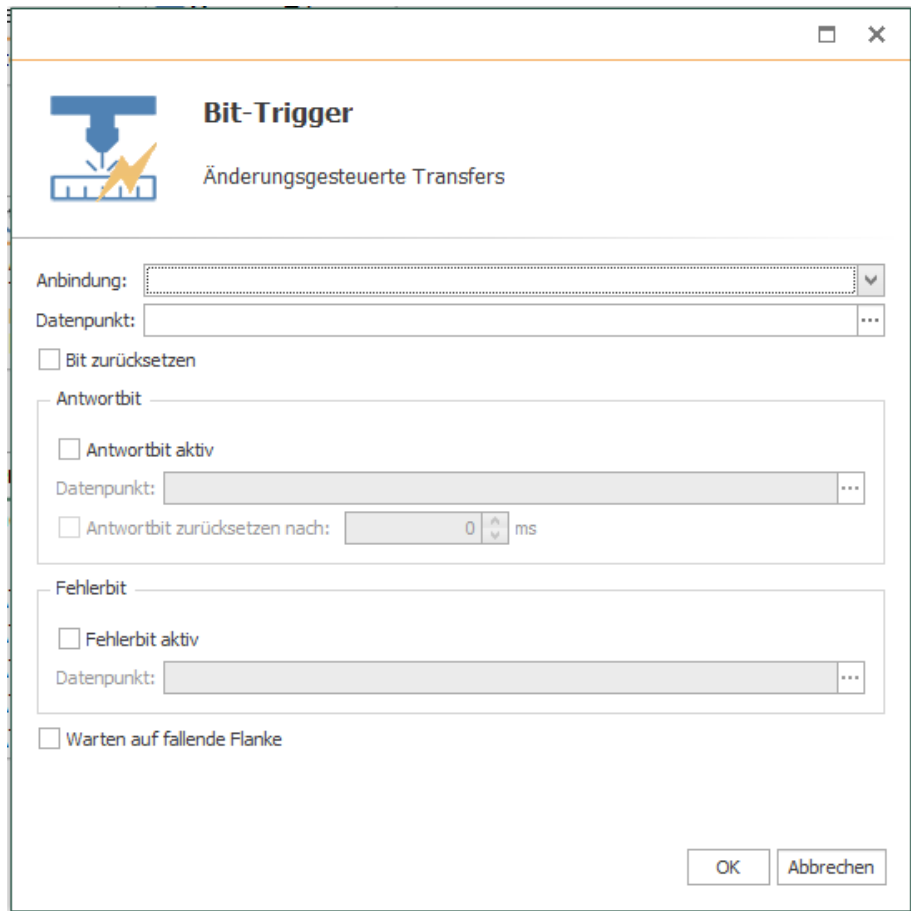 Bit-Trigger
Änderungsgesteuerte Transfers
Anbindung:
Datenpunkt:
Bit zurücksetzen
Antwortbit
Antwortbit aktiv
Datenpunkt:
Antwortbit zurücksetzen nach: 0 ms
Fehlerbit
Fehlerbit aktiv
Datenpunkt:
Warten auf fallende Flanke
OK Abbrechen